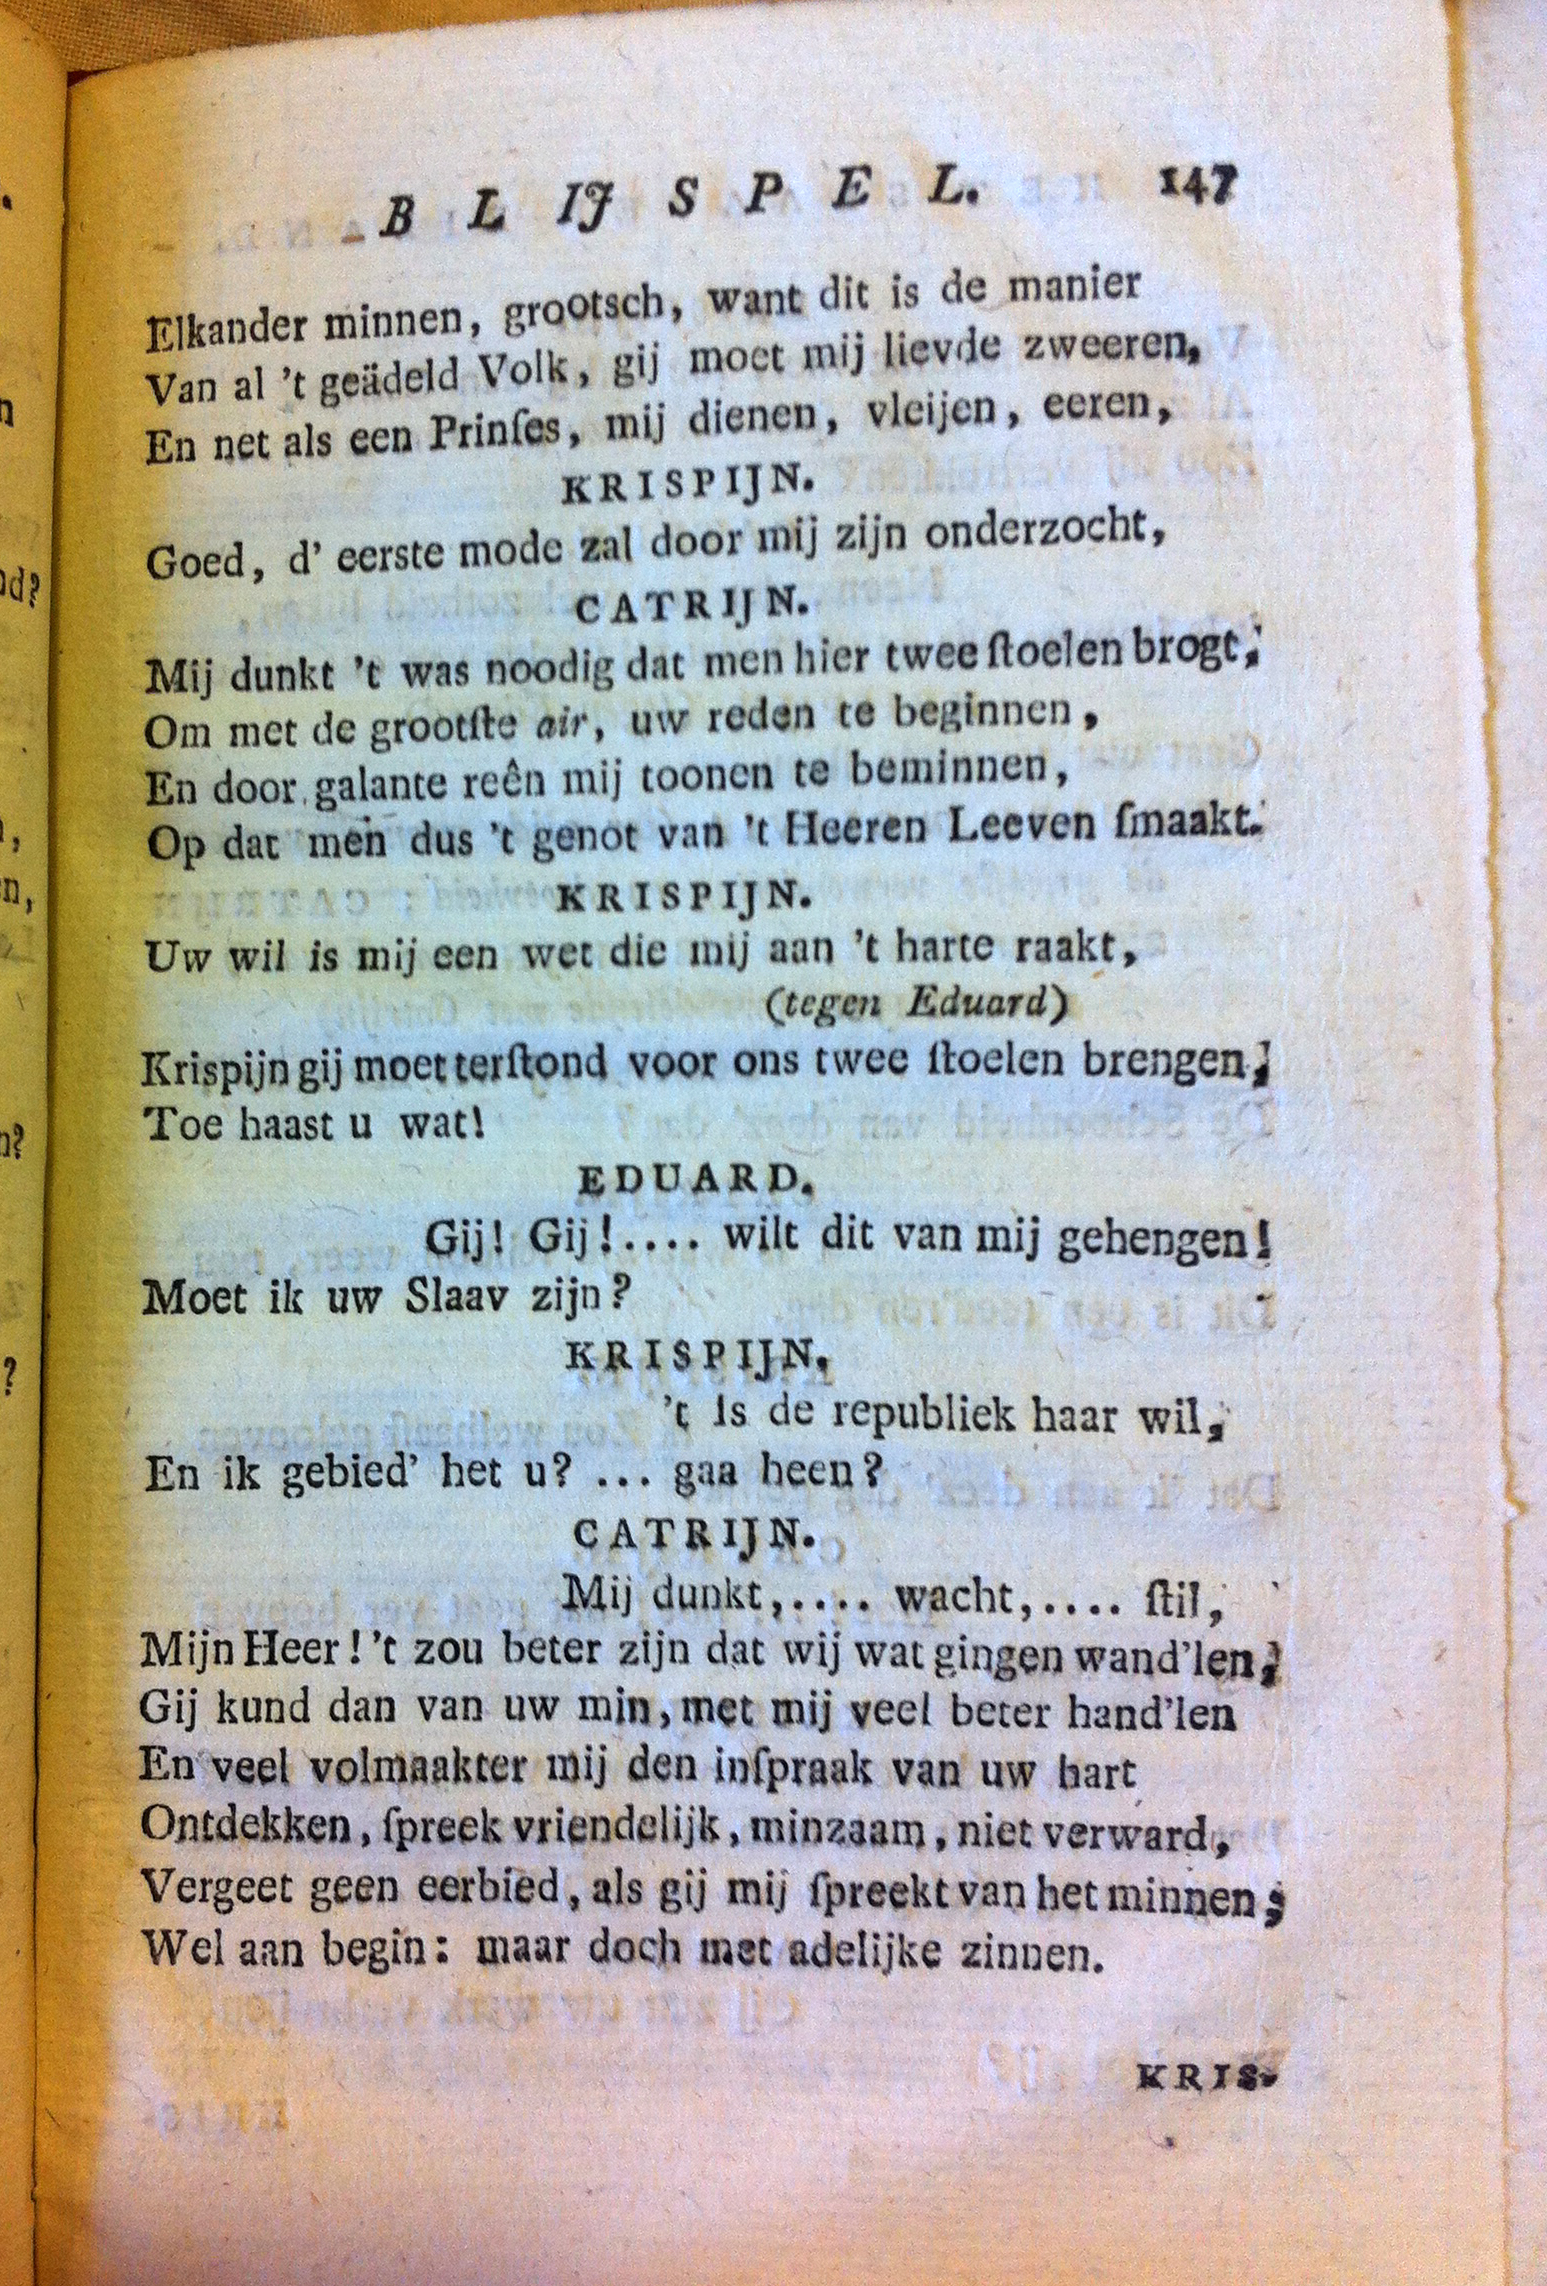 B L IJ S P E L. 147
Elkander minnen, grootsch, want dit is de manier
Van al 't geädeld Volk, gij moet mij lievde zweeren,
En net als een Prinſes, mij dienen, vleijen, eeren,
KRISPIJN.
Goed, d' eerste mode zal door mij zijn onderzocht,
CATRIJN.
Mij dunkt 't was noodig dat men hier twee ſtoelen brogt;
Om met de grootſte air, uw reden te beginnen,
En door galante reên mij toonen te beminnen,
Op dat men dus 't genot van 't Heeren Leeven ſmaakt.
KRISPIJN.
Uw wil is mij een wet die mij aan 't harte raakt,
(tegen Eduard)
Krispijn gij moet terſtond voor ons twee ſtoelen brengen;
Toe haast u wat!
EDUARD.
Gij! Gij!.... wilt dit van mij gehengen!
Moet ik uw Slaav zijn?
KRISPIJN.
't Is de republiek haar wil,
En ik gebied' het u? ... gaa heen?
CATRIJN.
Mij dunkt,.... wacht,.... ſtil,
Mijn Heer! 't zou beter zijn dat wij wat gingen wand'len;
Gij kund dan van uw min, met mij veel beter hand'len
En veel volmaakter mij den inſpraak van uw hart
Ontdekken, ſpreek vriendelijk, minzaam, niet verward,
Vergeet geen eerbied, als gij mij ſpreekt van het minnen;
Wel aan begin: maar doch met adelijke zinnen.
KRIS-